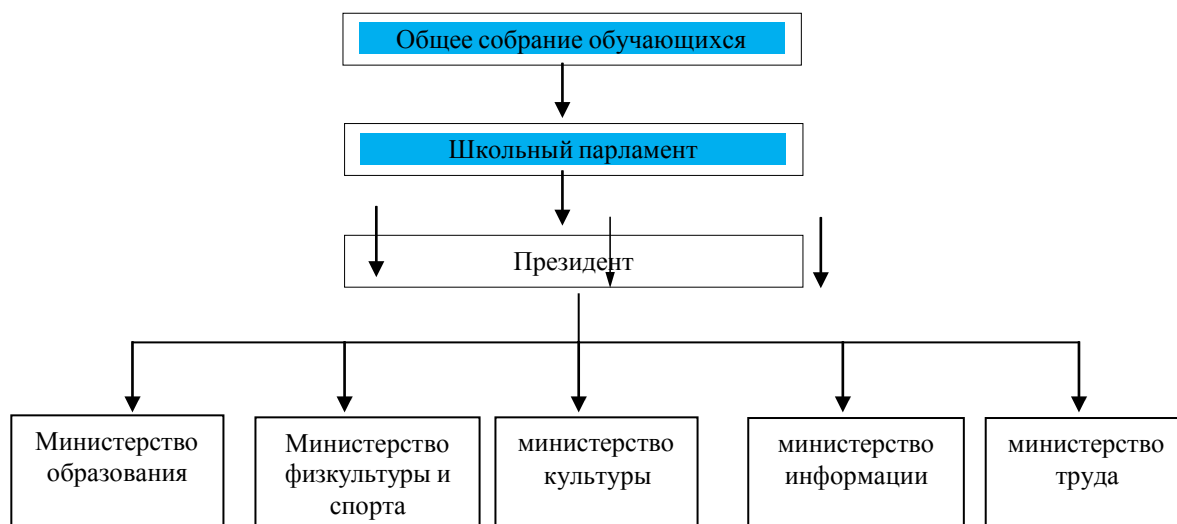 Общее собрание обучающихся
Школьный парламент
Президент
Министерство
образования
Министерство
физкультуры и
спорта
министерство
культуры
министерство
информации
министерство
труда